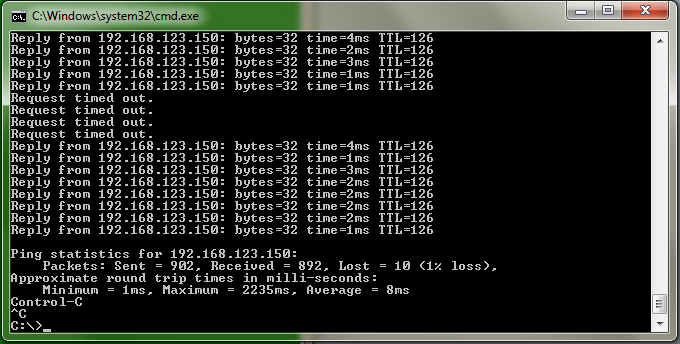 C:\Windows\system32\cmd.exe
Reply from 192.168.123.150: bytes=32 time=4ms TTL=126
Reply from 192.168.123.150: bytes=32 time=2ms TTL=126
Reply from 192.168.123.150: bytes=32 time=3ms TTL=126
Reply from 192.168.123.150: bytes=32 time=1ms TTL=126
Reply from 192.168.123.150: bytes=32 time=1ms TTL=126
Request timed out.
Request timed out.
Request timed out.
Request timed out.
Reply from 192.168.123.150: bytes=32 time=4ms TTL=126
Reply from 192.168.123.150: bytes=32 time=1ms TTL=126
Reply from 192.168.123.150: bytes=32 time=3ms TTL=126
Reply from 192.168.123.150: bytes=32 time=2ms TTL=126
Reply from 192.168.123.150: bytes=32 time=2ms TTL=126
Reply from 192.168.123.150: bytes=32 time=2ms TTL=126
Reply from 192.168.123.150: bytes=32 time=1ms TTL=126
Reply from 192.168.123.150: bytes=32 time=1ms TTL=126
Ping statistics for 192.168.123.150:
Packets: Sent = 902, Received = 892, Lost = 10 (1% loss),
Approximate round trip times in milli-seconds:
Minimum = 1ms, Maximum = 2235ms, Average = 8ms
Control-C
^C
C:\>_